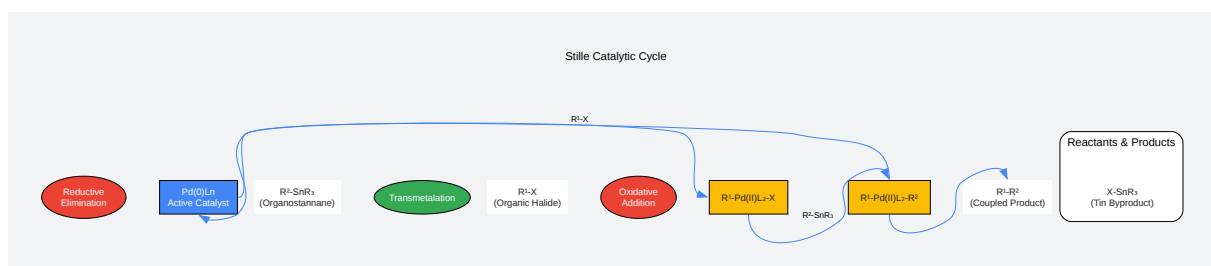 Stille Catalytic Cycle
R¹-X
Reactants & Products
Reductive
Elimination
Pd(0)Ln
Active Catalyst
R²-SnR₃
(Organostannane)
Transmetalation
R¹-X
(Organic Halide)
Oxidative
Addition
R¹-Pd(II)L₂-X
R²-SnR₃
R¹-Pd(II)L₂-R²
R¹-R²
(Coupled Product)
X-SnR₃
(Tin Byproduct)